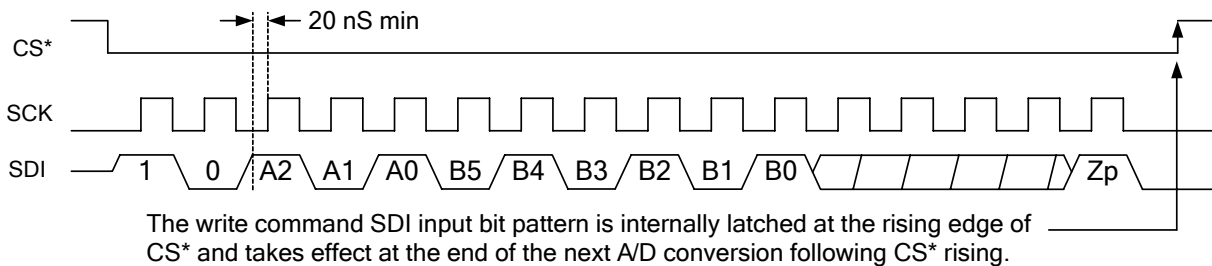 20 nS min
CS*
SCK
SDI 1 0 A2 A1 A0 B5 B4 B3 B2 B1 B0 Zp
The write command SDI input bit pattern is internally latched at the rising edge of
CS* and takes effect at the end of the next A/D conversion following CS* rising.